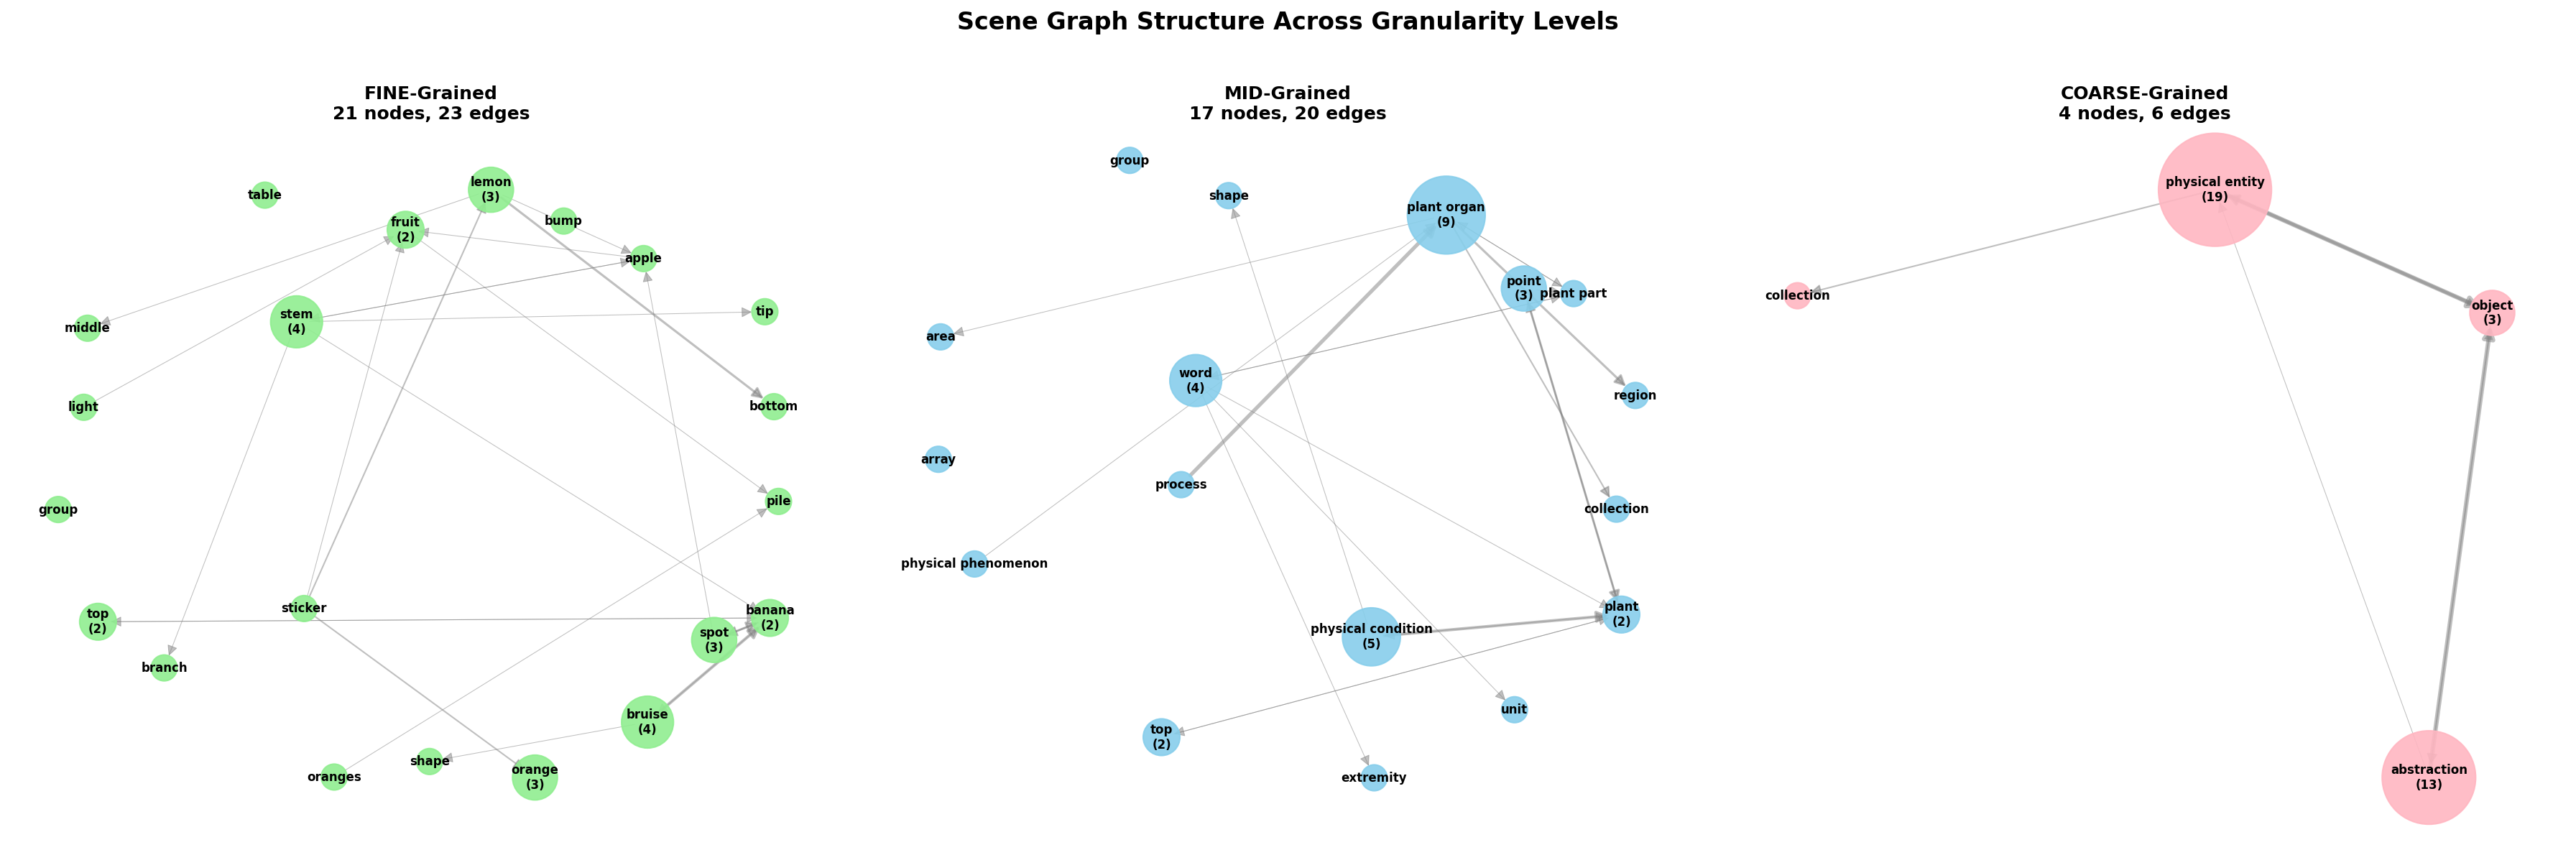 Scene Graph Structure Across Granularity Levels
FINE-Grained
21 nodes, 23 edges
table
lemon
(3)
bump
fruit
(2)
apple
stem
(4)
tip
middle
light
bottom
group
pile
top
(2)
sticker
banana
(2)
spot
(3)
branch
bruise
(4)
shape
oranges
orange
(3)
MID-Grained
17 nodes, 20 edges
group
shape
plant organ
(9)
point
(3)
plant part
area
word
(4)
region
array
process
collection
physical phenomenon
plant
(2)
physical condition
(5)
unit
top
(2)
extremity
COARSE-Grained
4 nodes, 6 edges
physical entity
(19)
collection
object
(3)
abstraction
(13)